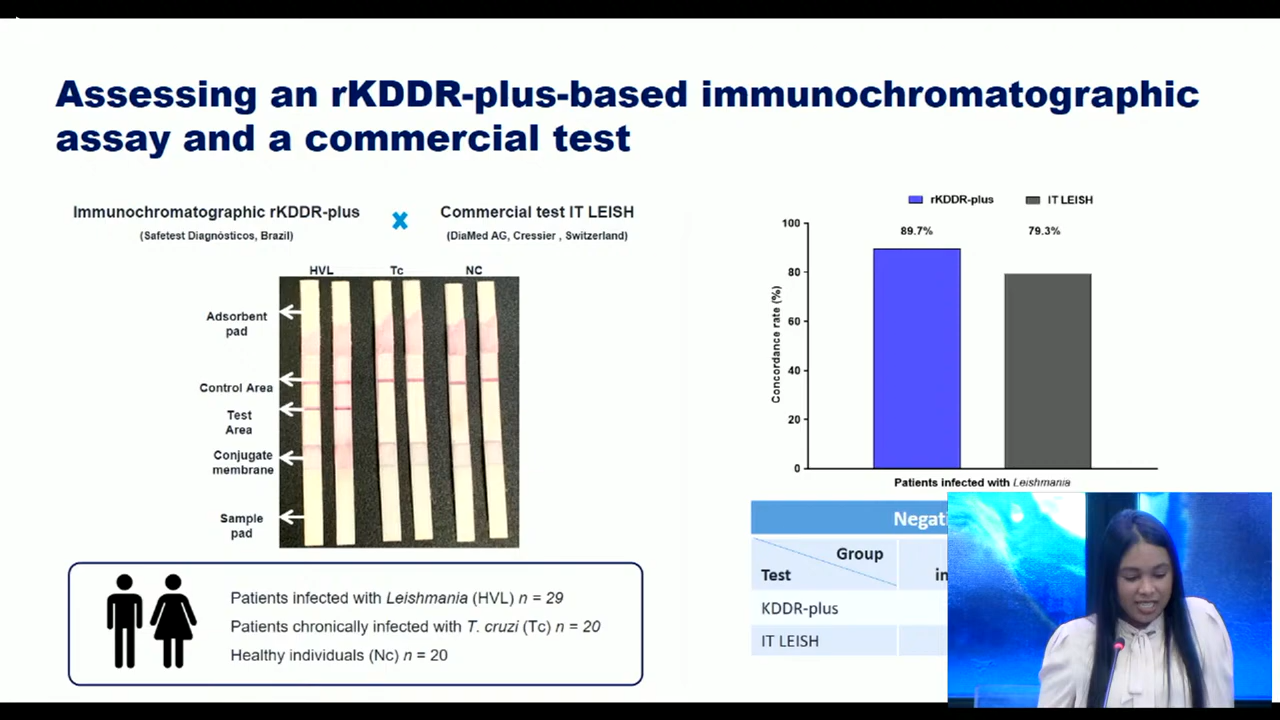 Assessing an rKDDR-plus-based immunochromatographic
assay and a commercial test
Immunochromatographic rKDDR-plus
(Safetest Diagnósticos, Brazil)
Commercial test IT LEISH
(DiaMed AG, Cressier , Switzerland)
HVL Tc NC
Adsorbent
pad
Control Area
Test
Area
Conjugate
membrane
Sample
pad
Patients infected with Leishmania (HVL) n = 29
Patients chronically infected with T. cruzi (Tc) n = 20
Healthy individuals (Nc) n = 20
rKDDR-plus IT LEISH
89.7% 79.3%
100
80
60
40
20
0
Concordance rate (%)
Patients infected with Leishmania
Group
Test
KDDR-plus
IT LEISH